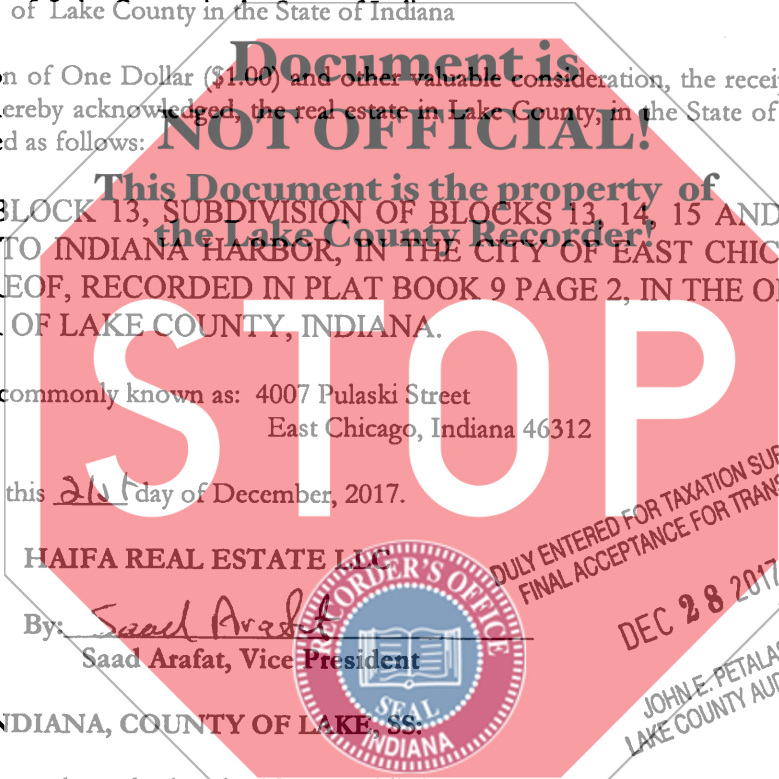 of Lake County in the State of Indiana
Document is
n of One Dollar ($1.00) and other valuable consideration, the recei
ereby acknowledged, the real estate in Lake County, in the State of
NOT OFFICIAL!
d as follows:
This Document is the property of
BLOCK 13, SUBDIVISION OF BLOCKS 13, 14, 15 AND
the Lake County Recorder!
TO INDIANA HARBOR, IN THE CITY OF EAST CHIC
EOF, RECORDED IN PLAT BOOK 9 PAGE 2, IN THE O
OF LAKE COUNTY, INDIANA.
STOP
commonly known as: 4007 Pulaski Street
East Chicago, Indiana 46312
this 21st day of December, 2017.
DULY ENTERED FOR TAXATION SU
FINAL ACCEPTANCE FOR TRANS
DEC 28 2017
JOHN E. PETALA
LAKE COUNTY AUD
HAIFA REAL ESTATE LLC
By: Saad Arafat
Saad Arafat, Vice President
RECORDER'S OFFICE
SEAL
INDIANA
NDIANA, COUNTY OF LAKE, SS: